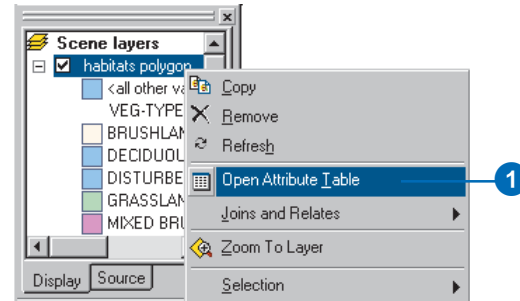 Scene layers
habitats polygon
<all other va
VEG-TYPE
BRUSHLAN
DECIDUOU
DISTURBE
GRASSLAN
MIXED BRU
Display Source
Copy
Remove
Refresh
Open Attribute Table
Joins and Relates
Zoom To Layer
Selection
1